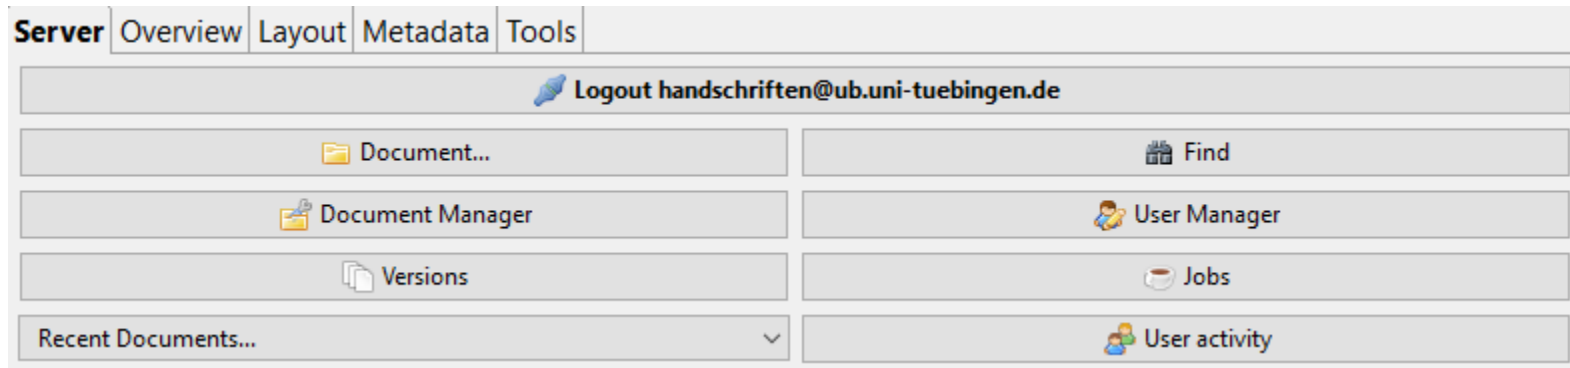 Server Overview Layout Metadata Tools
Logout handschriften@ub.uni-tuebingen.de
Document... Find
Document Manager User Manager
Versions Jobs
Recent Documents... User activity